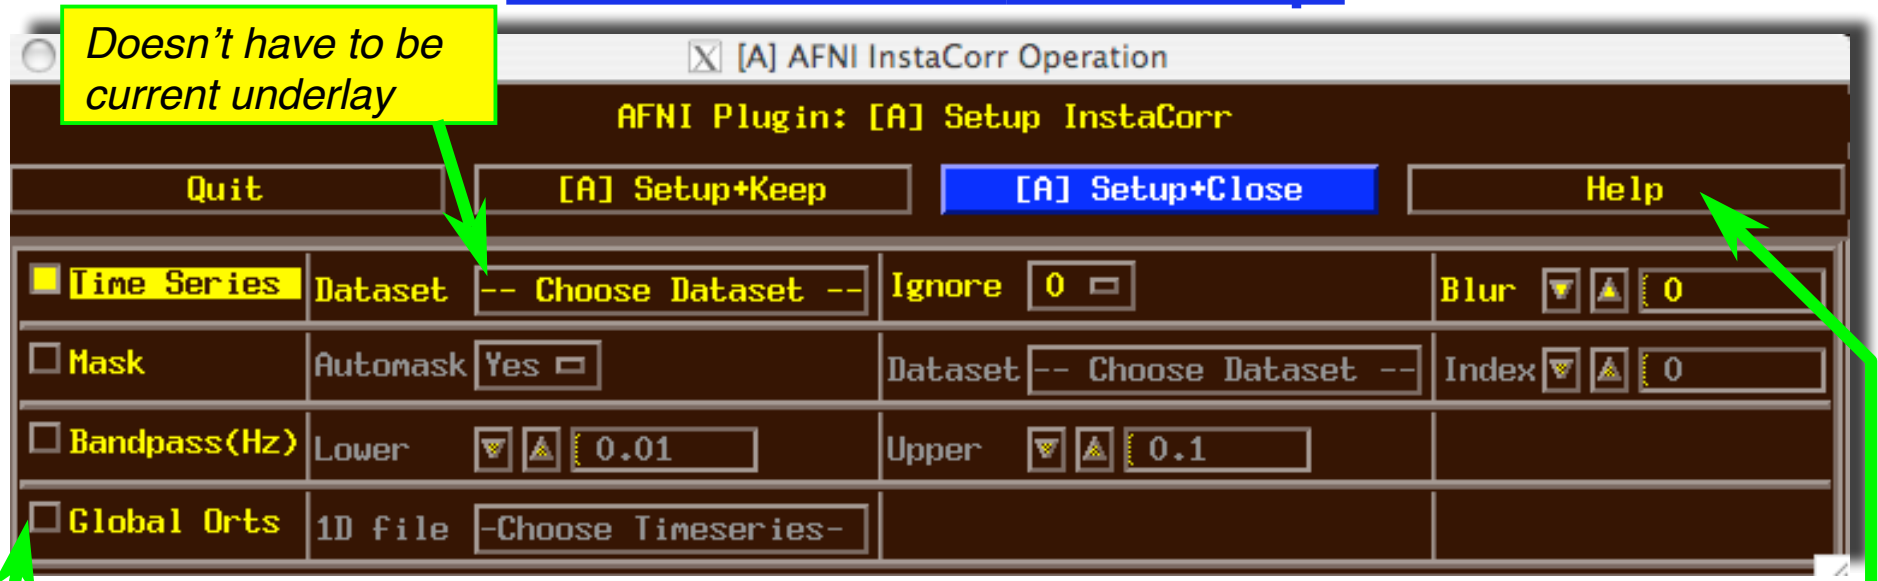 Doesn't have to be
current underlay
X [A] AFNI InstaCorr Operation
AFNI Plugin: [A] Setup InstaCorr
Quit [A] Setup+Keep [A] Setup+Close Help
Time Series Dataset -- Choose Dataset -- Ignore 0 Blur 0
Mask Automask Yes Dataset -- Choose Dataset -- Index 0
Bandpass(Hz) Lower 0.01 Upper 0.1
Global Orts 1D file -Choose Timeseries-